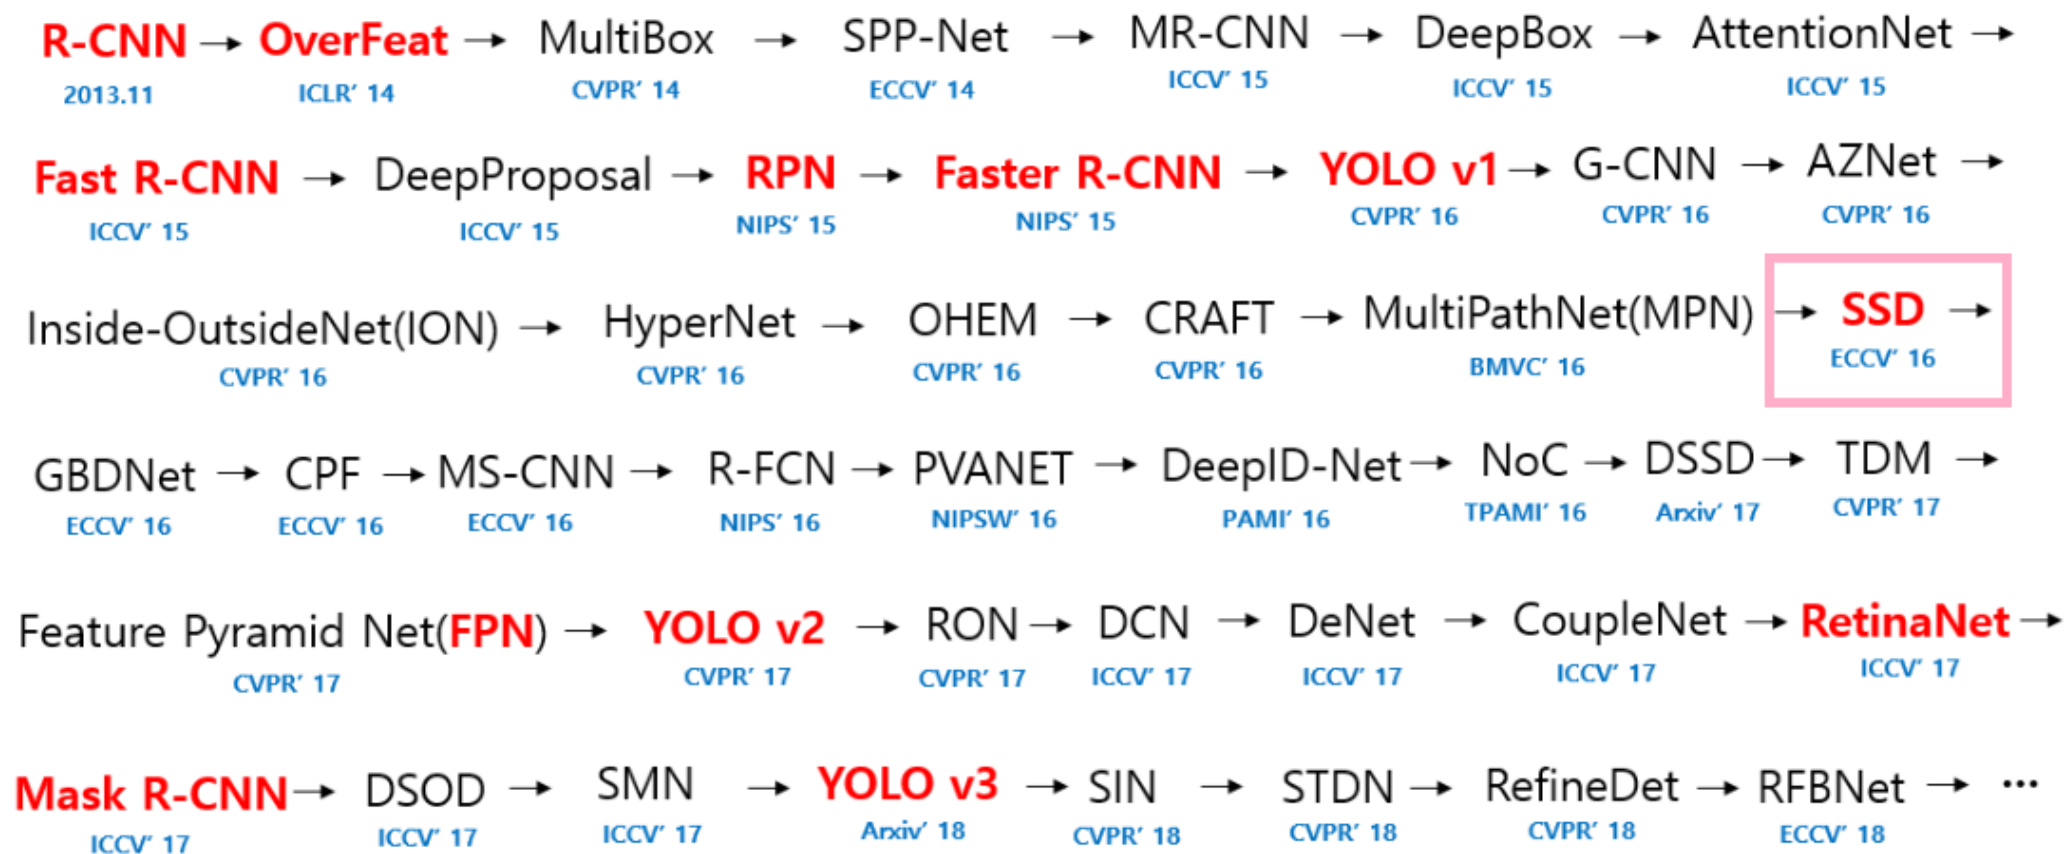 R-CNN → OverFeat → MultiBox → SPP-Net → MR-CNN → DeepBox → AttentionNet →
2013.11 ICLR' 14 CVPR' 14 ECCV' 14 ICCV' 15 ICCV' 15 ICCV' 15
Fast R-CNN → DeepProposal → RPN → Faster R-CNN → YOLO v1 → G-CNN → AZNet →
ICCV' 15 ICCV' 15 NIPS' 15 NIPS' 15 CVPR' 16 CVPR' 16 CVPR' 16
Inside-OutsideNet(ION) → HyperNet → OHEM → CRAFT → MultiPathNet(MPN) → SSD →
CVPR' 16 CVPR' 16 CVPR' 16 CVPR' 16 BMVC' 16 ECCV' 16
GBDNet → CPF → MS-CNN → R-FCN → PVANET → DeepID-Net → NoC → DSSD → TDM →
ECCV' 16 ECCV' 16 ECCV' 16 NIPS' 16 NIPSW' 16 PAMI' 16 TPAMI' 16 Arxiv' 17 CVPR' 17
Feature Pyramid Net(FPN) → YOLO v2 → RON → DCN → DeNet → CoupleNet → RetinaNet →
CVPR' 17 CVPR' 17 CVPR' 17 ICCV' 17 ICCV' 17 ICCV' 17 ICCV' 17
Mask R-CNN → DSOD → SMN → YOLO v3 → SIN → STDN → RefineDet → RFBNet → ···
ICCV' 17 ICCV' 17 ICCV' 17 Arxiv' 18 CVPR' 18 CVPR' 18 CVPR' 18 ECCV' 18